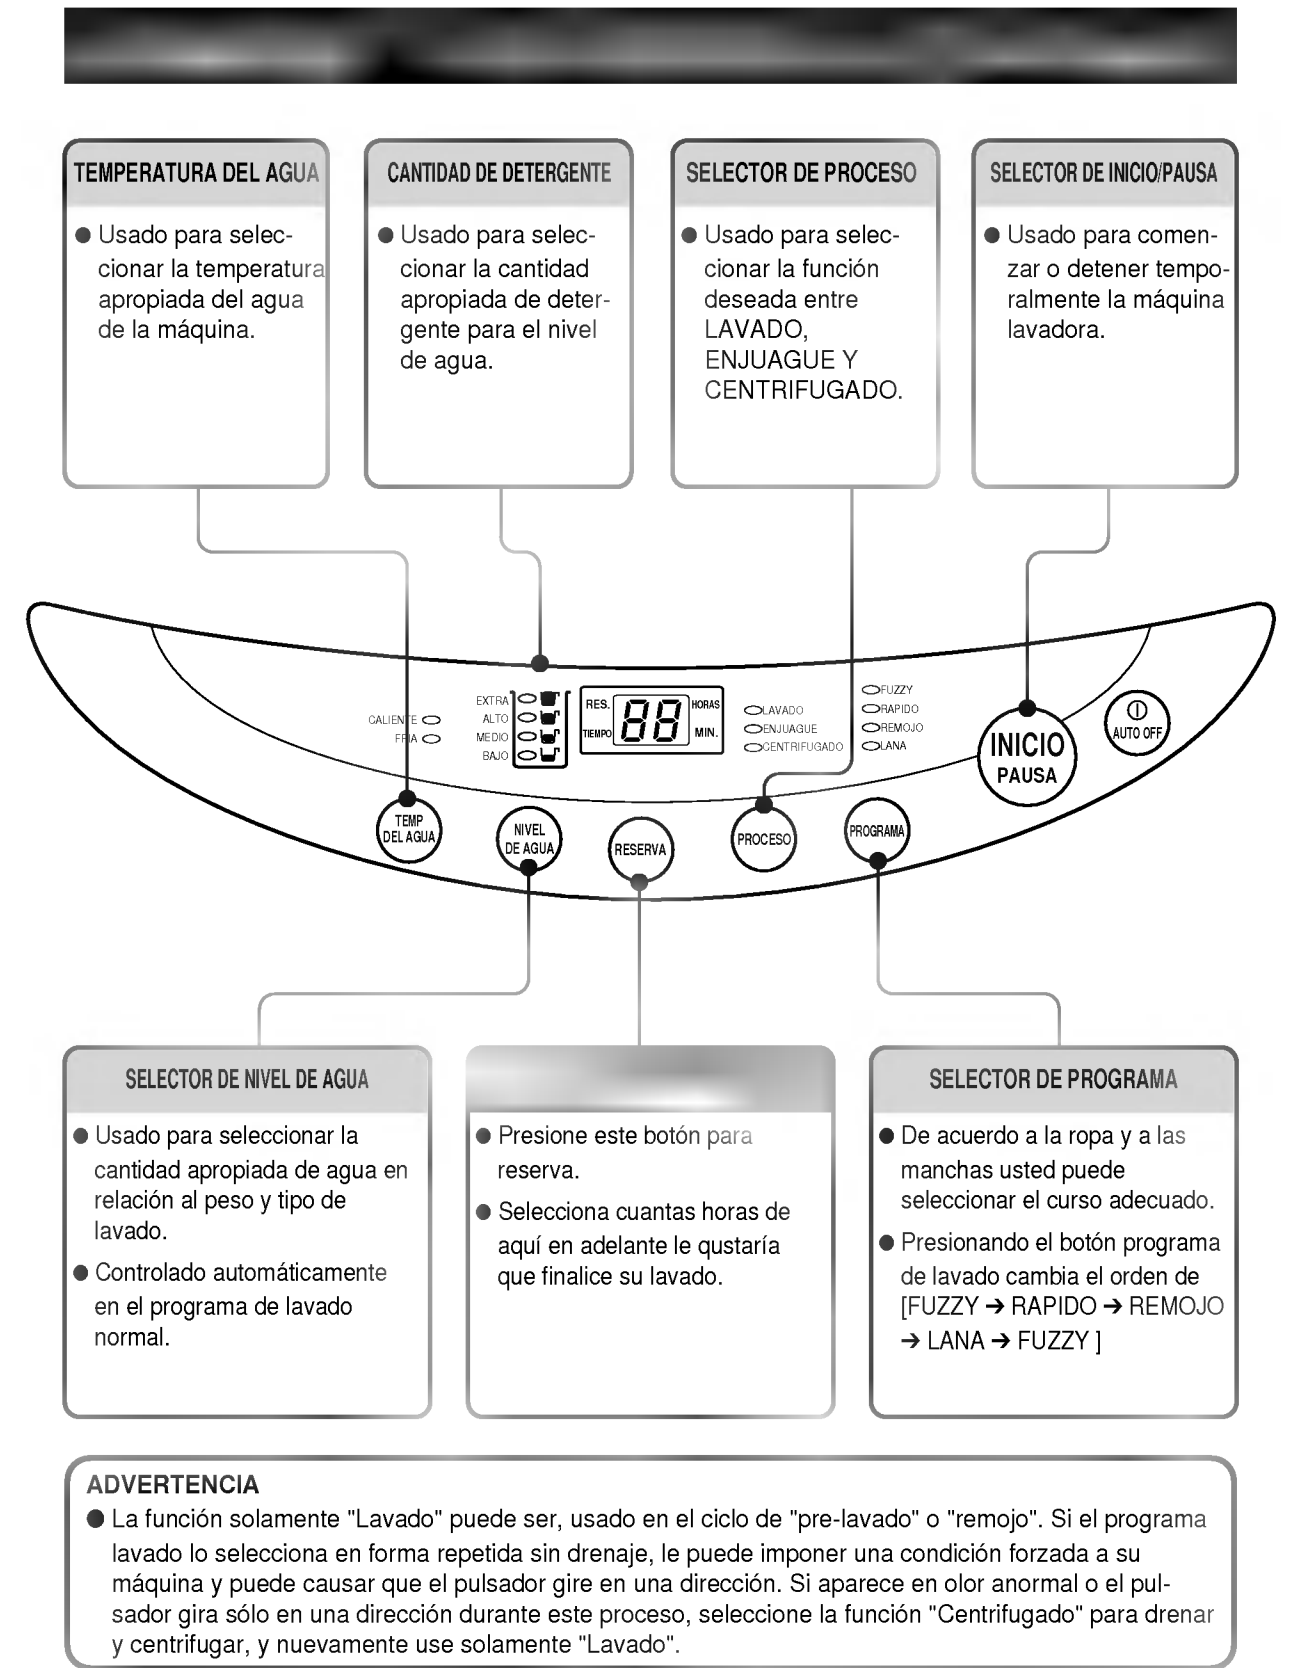 TEMPERATURA DEL AGUA
● Usado para selec-
cionar la temperatura
apropiada del agua
de la máquina.
CANTIDAD DE DETERGENTE
● Usado para selec-
cionar la cantidad
apropiada de deter-
gente para el nivel
de agua.
SELECTOR DE PROCESO
● Usado para selec-
cionar la función
deseada entre
LAVADO,
ENJUAGUE Y
CENTRIFUGADO.
SELECTOR DE INICIO/PAUSA
● Usado para comen-
zar o detener tempo-
ralmente la máquina
lavadora.
CALIENTE
FRIA
EXTRA
ALTO
MEDIO
BAJO
RES.
TIEMPO
88
HORAS
MIN.
LAVADO
ENJUAGUE
CENTRIFUGADO
FUZZY
RAPIDO
REMOJO
LANA
INICIO
PAUSA
AUTO OFF
TEMP
DEL AGUA
NIVEL
DE AGUA
RESERVA
PROCESO
PROGRAMA
SELECTOR DE NIVEL DE AGUA
● Usado para seleccionar la
cantidad apropiada de agua en
relación al peso y tipo de
lavado.
● Controlado automáticamente
en el programa de lavado
normal.
● Presione este botón para
reserva.
● Selecciona cuantas horas de
aquí en adelante le qustaría
que finalice su lavado.
SELECTOR DE PROGRAMA
● De acuerdo a la ropa y a las
manchas usted puede
seleccionar el curso adecuado.
● Presionando el botón programa
de lavado cambia el orden de
[FUZZY ➔ RAPIDO ➔ REMOJO
➔ LANA ➔ FUZZY ]
ADVERTENCIA
● La función solamente "Lavado" puede ser, usado en el ciclo de "pre-lavado" o "remojo". Si el programa
lavado lo selecciona en forma repetida sin drenaje, le puede imponer una condición forzada a su
máquina y puede causar que el pulsador gire en una dirección. Si aparece en olor anormal o el pul-
sador gira sólo en una dirección durante este proceso, seleccione la función "Centrifugado" para drenar
y centrifugar, y nuevamente use solamente "Lavado".